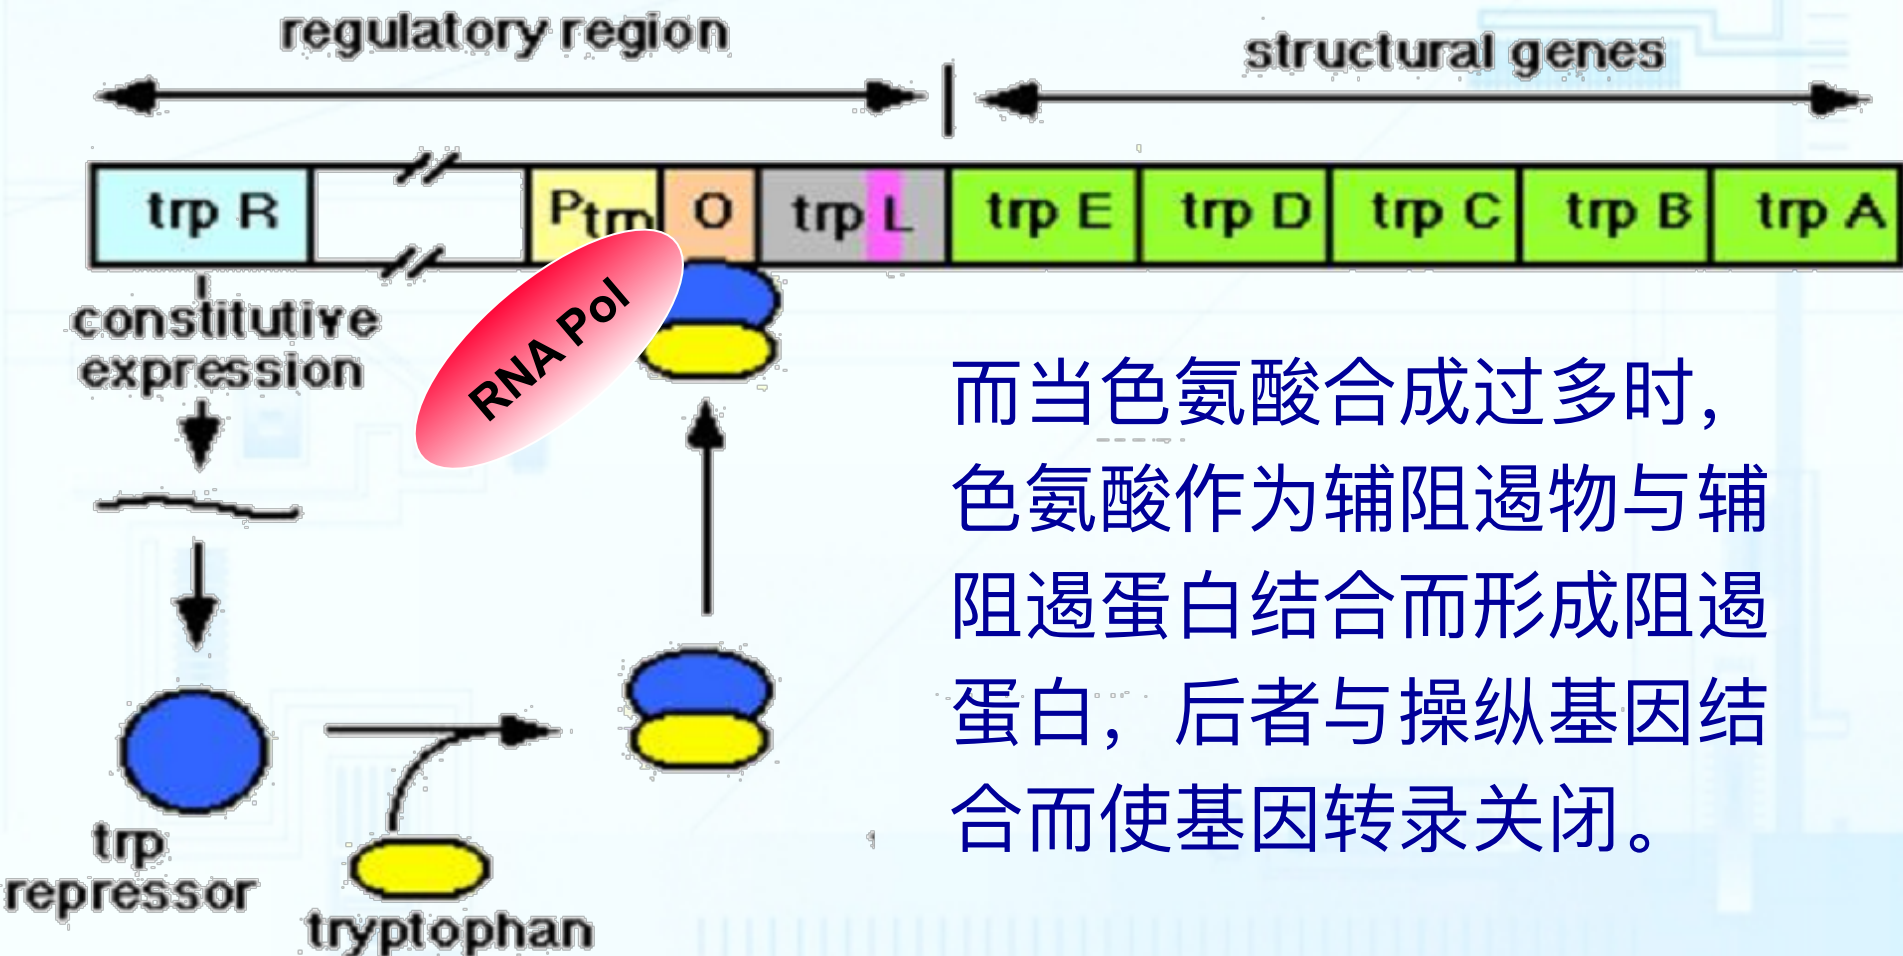 regulatory region
structural genes
trp R
Ptrp
O
trp L
trp E
trp D
trp C
trp B
trp A
constitutive
expression
RNA Pol
而当色氨酸合成过多时，
色氨酸作为辅阻遏物与辅
阻遏蛋白结合而形成阻遏
蛋白，后者与操纵基因结
合而使基因转录关闭。
trp
repressor
tryptophan